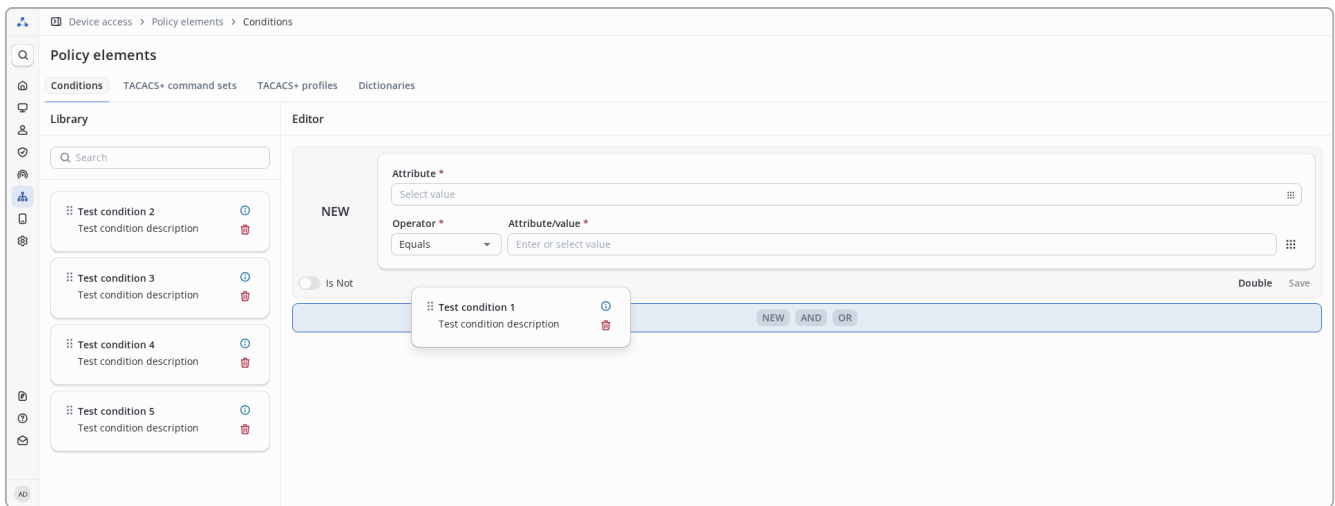 Device access > Policy elements > Conditions
Policy elements
Conditions TACACS+ command sets TACACS+ profiles Dictionaries
Library
Search
Test condition 2
Test condition description
Test condition 3
Test condition description
Test condition 4
Test condition description
Test condition 5
Test condition description
AD
Editor
NEW
Attribute *
Select value
Operator * Attribute/value *
Equals Enter or select value
Is Not Double Save
Test condition 1
Test condition description
NEW AND OR